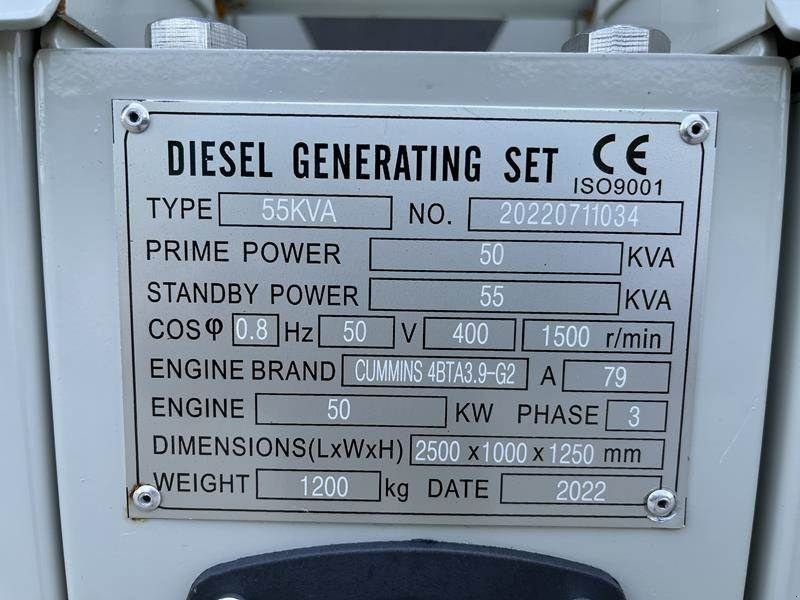 DIESEL GENERATING SET CE
ISO9001
TYPE 55KVA NO. 20220711034
PRIME POWER 50 KVA
STANDBY POWER 55 KVA
COSφ 0.8 Hz 50 V 400 1500 r/min
ENGINE BRAND CUMMINS 4BTA3.9-G2 A 79
ENGINE 50 KW PHASE 3
DIMENSIONS(LxWxH) 2500 x1000 x1250 mm
WEIGHT 1200 kg DATE 2022